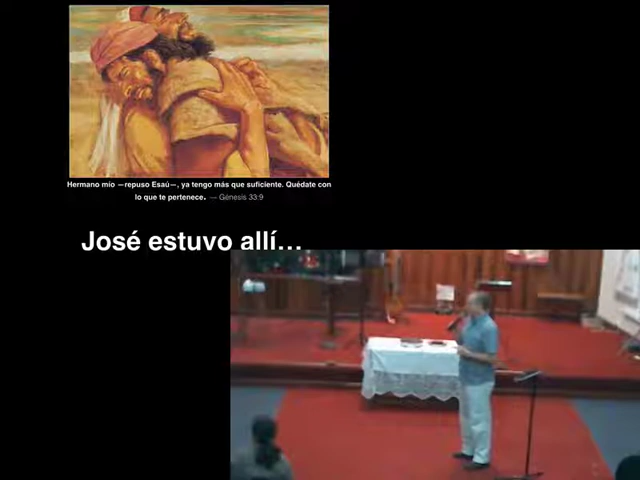 Hermano mío —repuso Esaú—, ya tengo más que suficiente. Quédate con
lo que te pertenece. — Génesis 33:9
José estuvo allí...